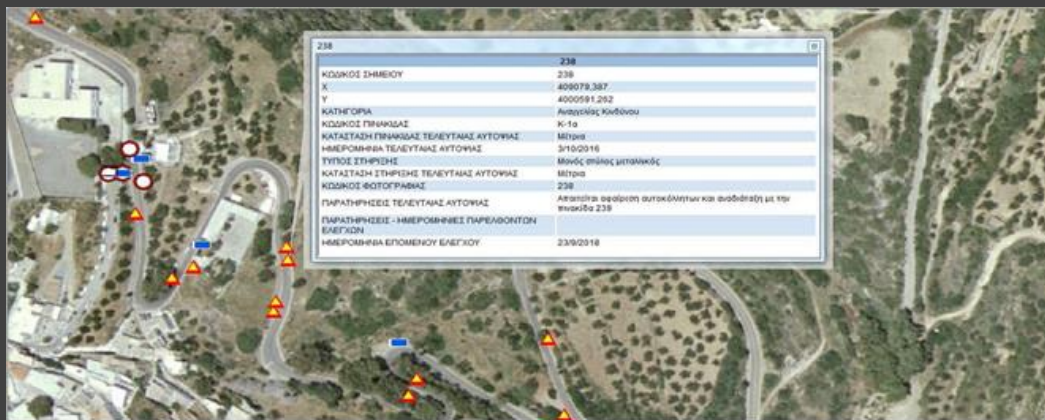 238
238
ΚΩΔΙΚΟΣ ΣΗΜΕΙΟΥ 238
X 409079,387
Y 4000591,262
ΚΑΤΗΓΟΡΙΑ Αναγγελίας Κινδύνου
ΚΩΔΙΚΟΣ ΠΙΝΑΚΙΔΑΣ Κ-1α
ΚΑΤΑΣΤΑΣΗ ΠΙΝΑΚΙΔΑΣ ΤΕΛΕΥΤΑΙΑΣ ΑΥΤΟΨΙΑΣ Μέτρια
ΗΜΕΡΟΜΗΝΙΑ ΤΕΛΕΥΤΑΙΑΣ ΑΥΤΟΨΙΑΣ 3/10/2016
ΤΥΠΟΣ ΣΤΗΡΙΞΗΣ Μονός στύλος μεταλλικός
ΚΑΤΑΣΤΑΣΗ ΣΤΗΡΙΞΗΣ ΤΕΛΕΥΤΑΙΑΣ ΑΥΤΟΨΙΑΣ Μέτρια
ΚΩΔΙΚΟΣ ΦΩΤΟΓΡΑΦΙΑΣ 238
ΠΑΡΑΤΗΡΗΣΕΙΣ ΤΕΛΕΥΤΑΙΑΣ ΑΥΤΟΨΙΑΣ Απαιτείται αφαίρεση αυτοκόλλητων και αναδιάταξη με την
πινακίδα 239
ΠΑΡΑΤΗΡΗΣΕΙΣ - ΗΜΕΡΟΜΗΝΙΕΣ ΠΑΡΕΛΘΟΝΤΩΝ
ΕΛΕΓΧΩΝ
ΗΜΕΡΟΜΗΝΙΑ ΕΠΟΜΕΝΟΥ ΕΛΕΓΧΟΥ 23/9/2018